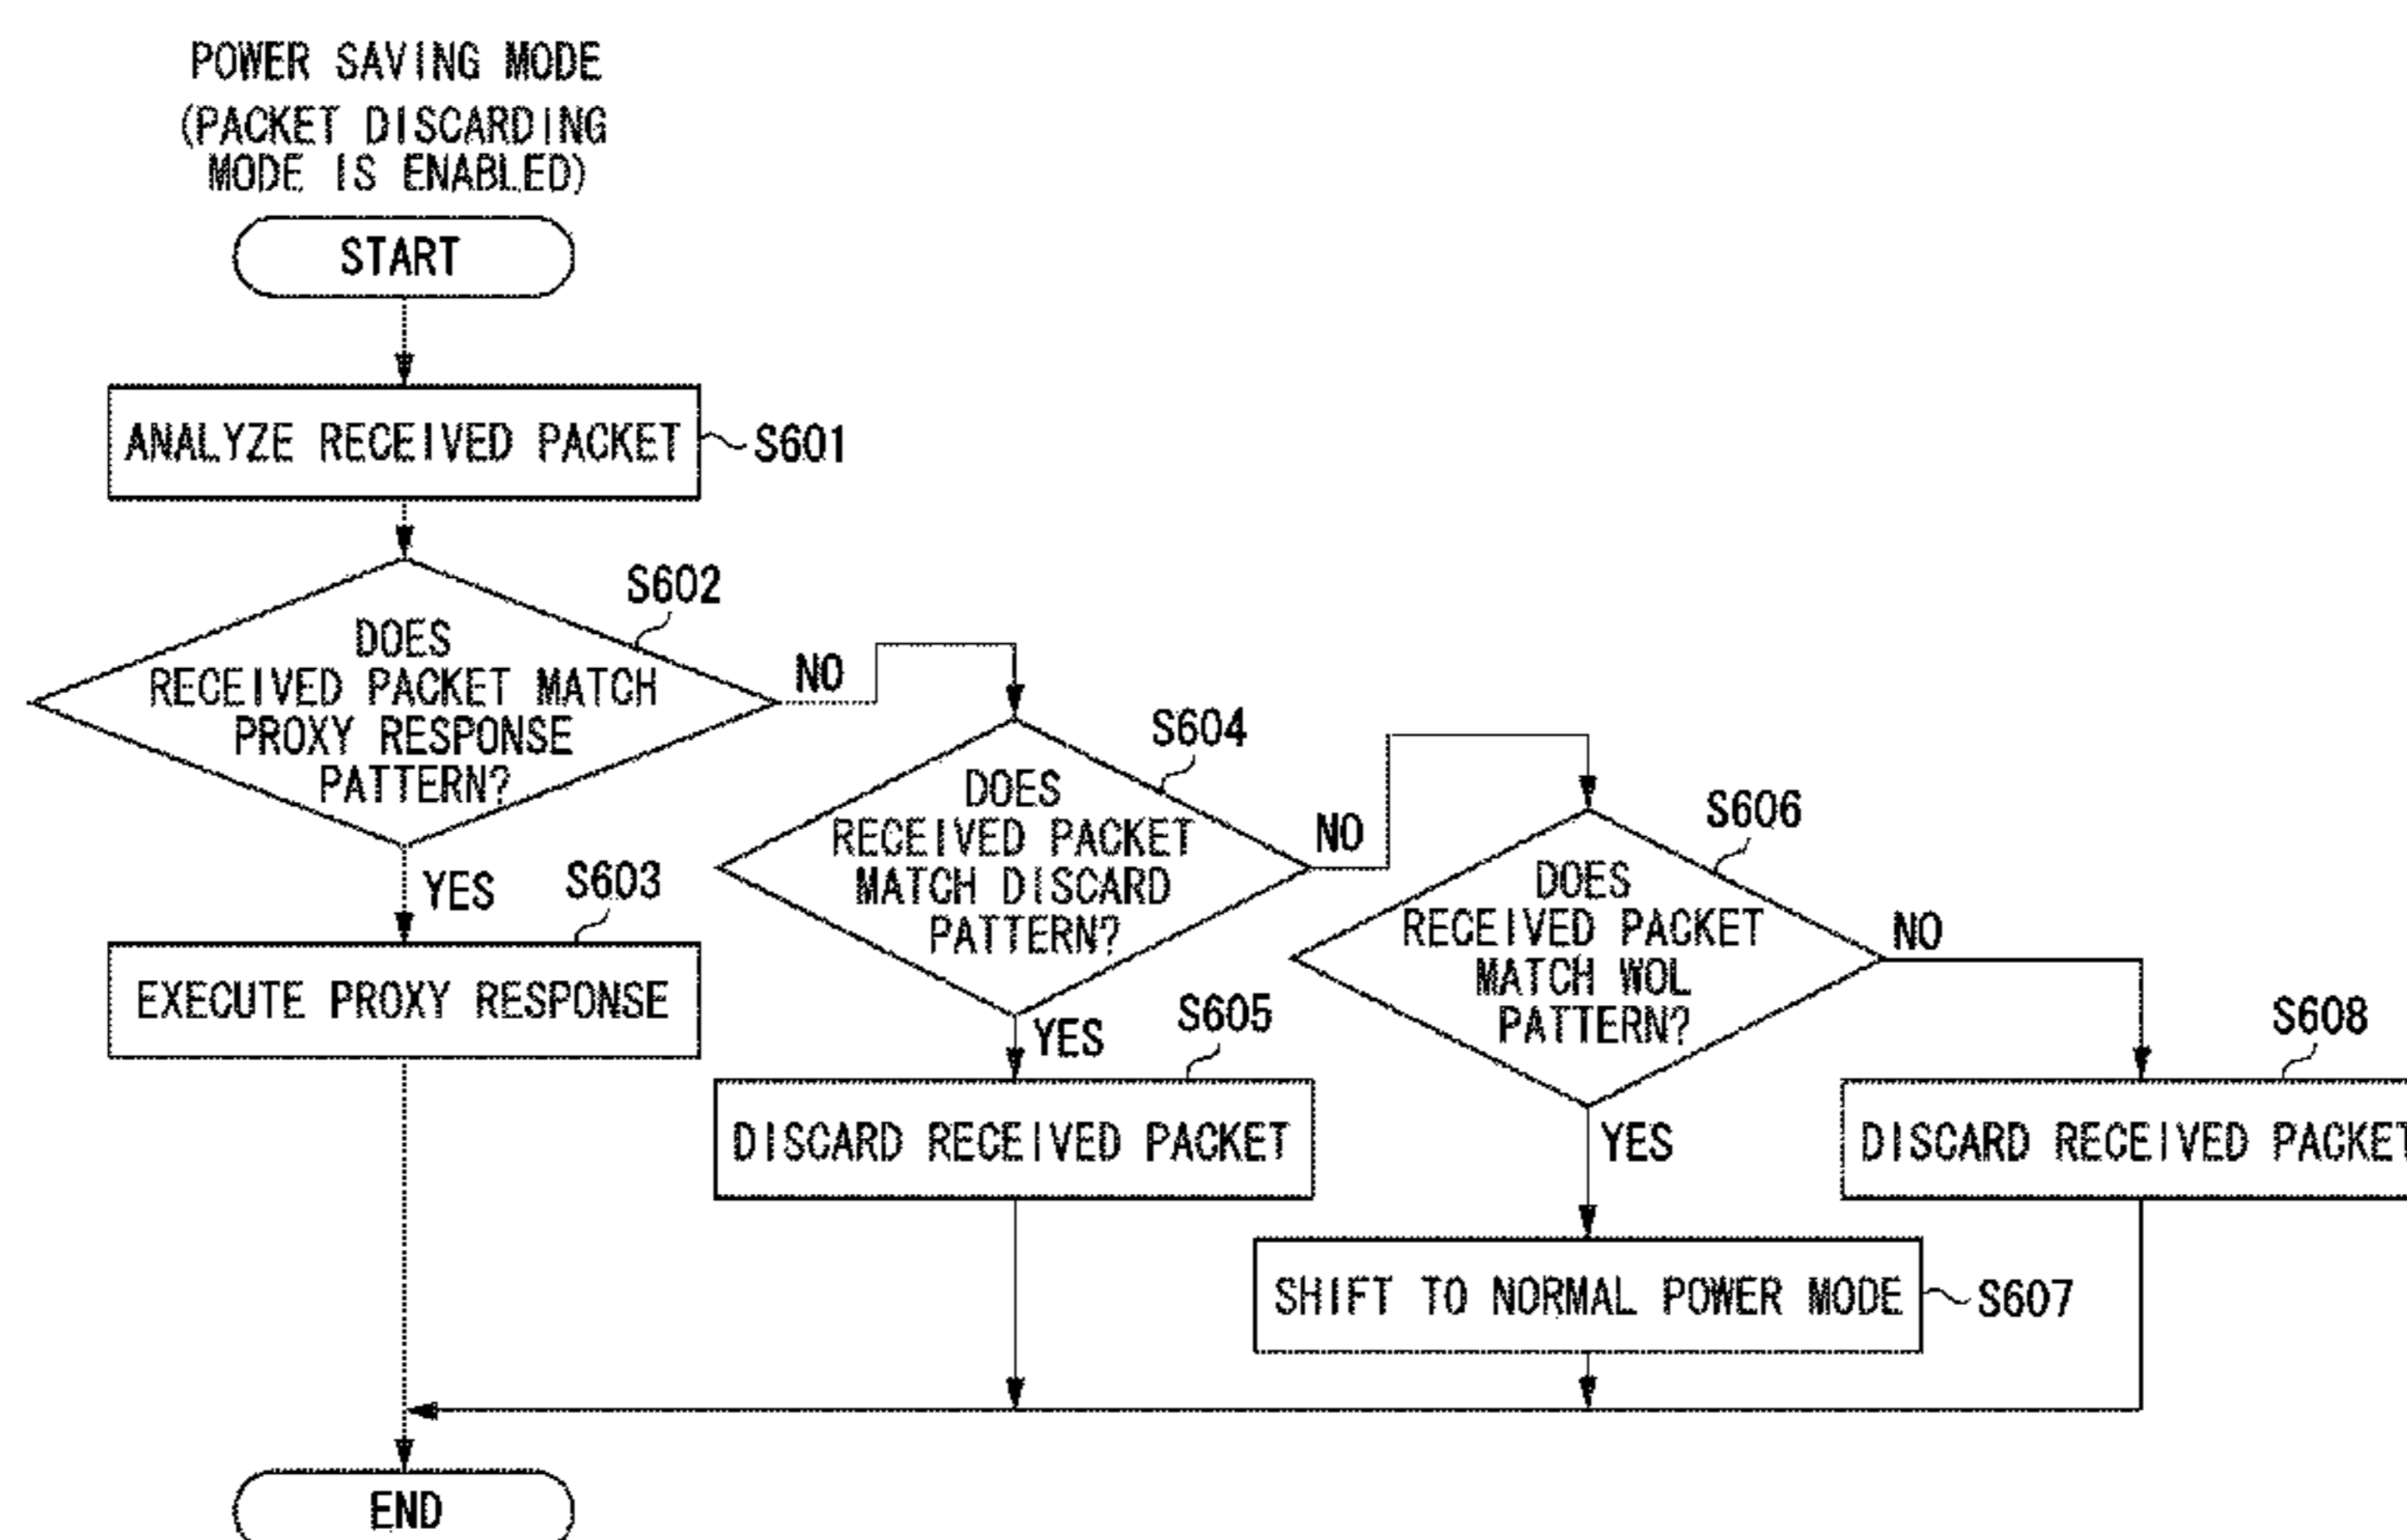 POWER SAVING MODE
(PACKET DISCARDING
MODE IS ENABLED)
START
ANALYZE RECEIVED PACKET
S601
S602
DOES
RECEIVED PACKET MATCH
PROXY RESPONSE
PATTERN?
NO
YES
S603
EXECUTE PROXY RESPONSE
S604
DOES
RECEIVED PACKET
MATCH DISCARD
PATTERN?
NO
YES
S605
DISCARD RECEIVED PACKET
S606
DOES
RECEIVED PACKET
MATCH WOL
PATTERN?
NO
YES
S608
DISCARD RECEIVED PACKET
SHIFT TO NORMAL POWER MODE
S607
END